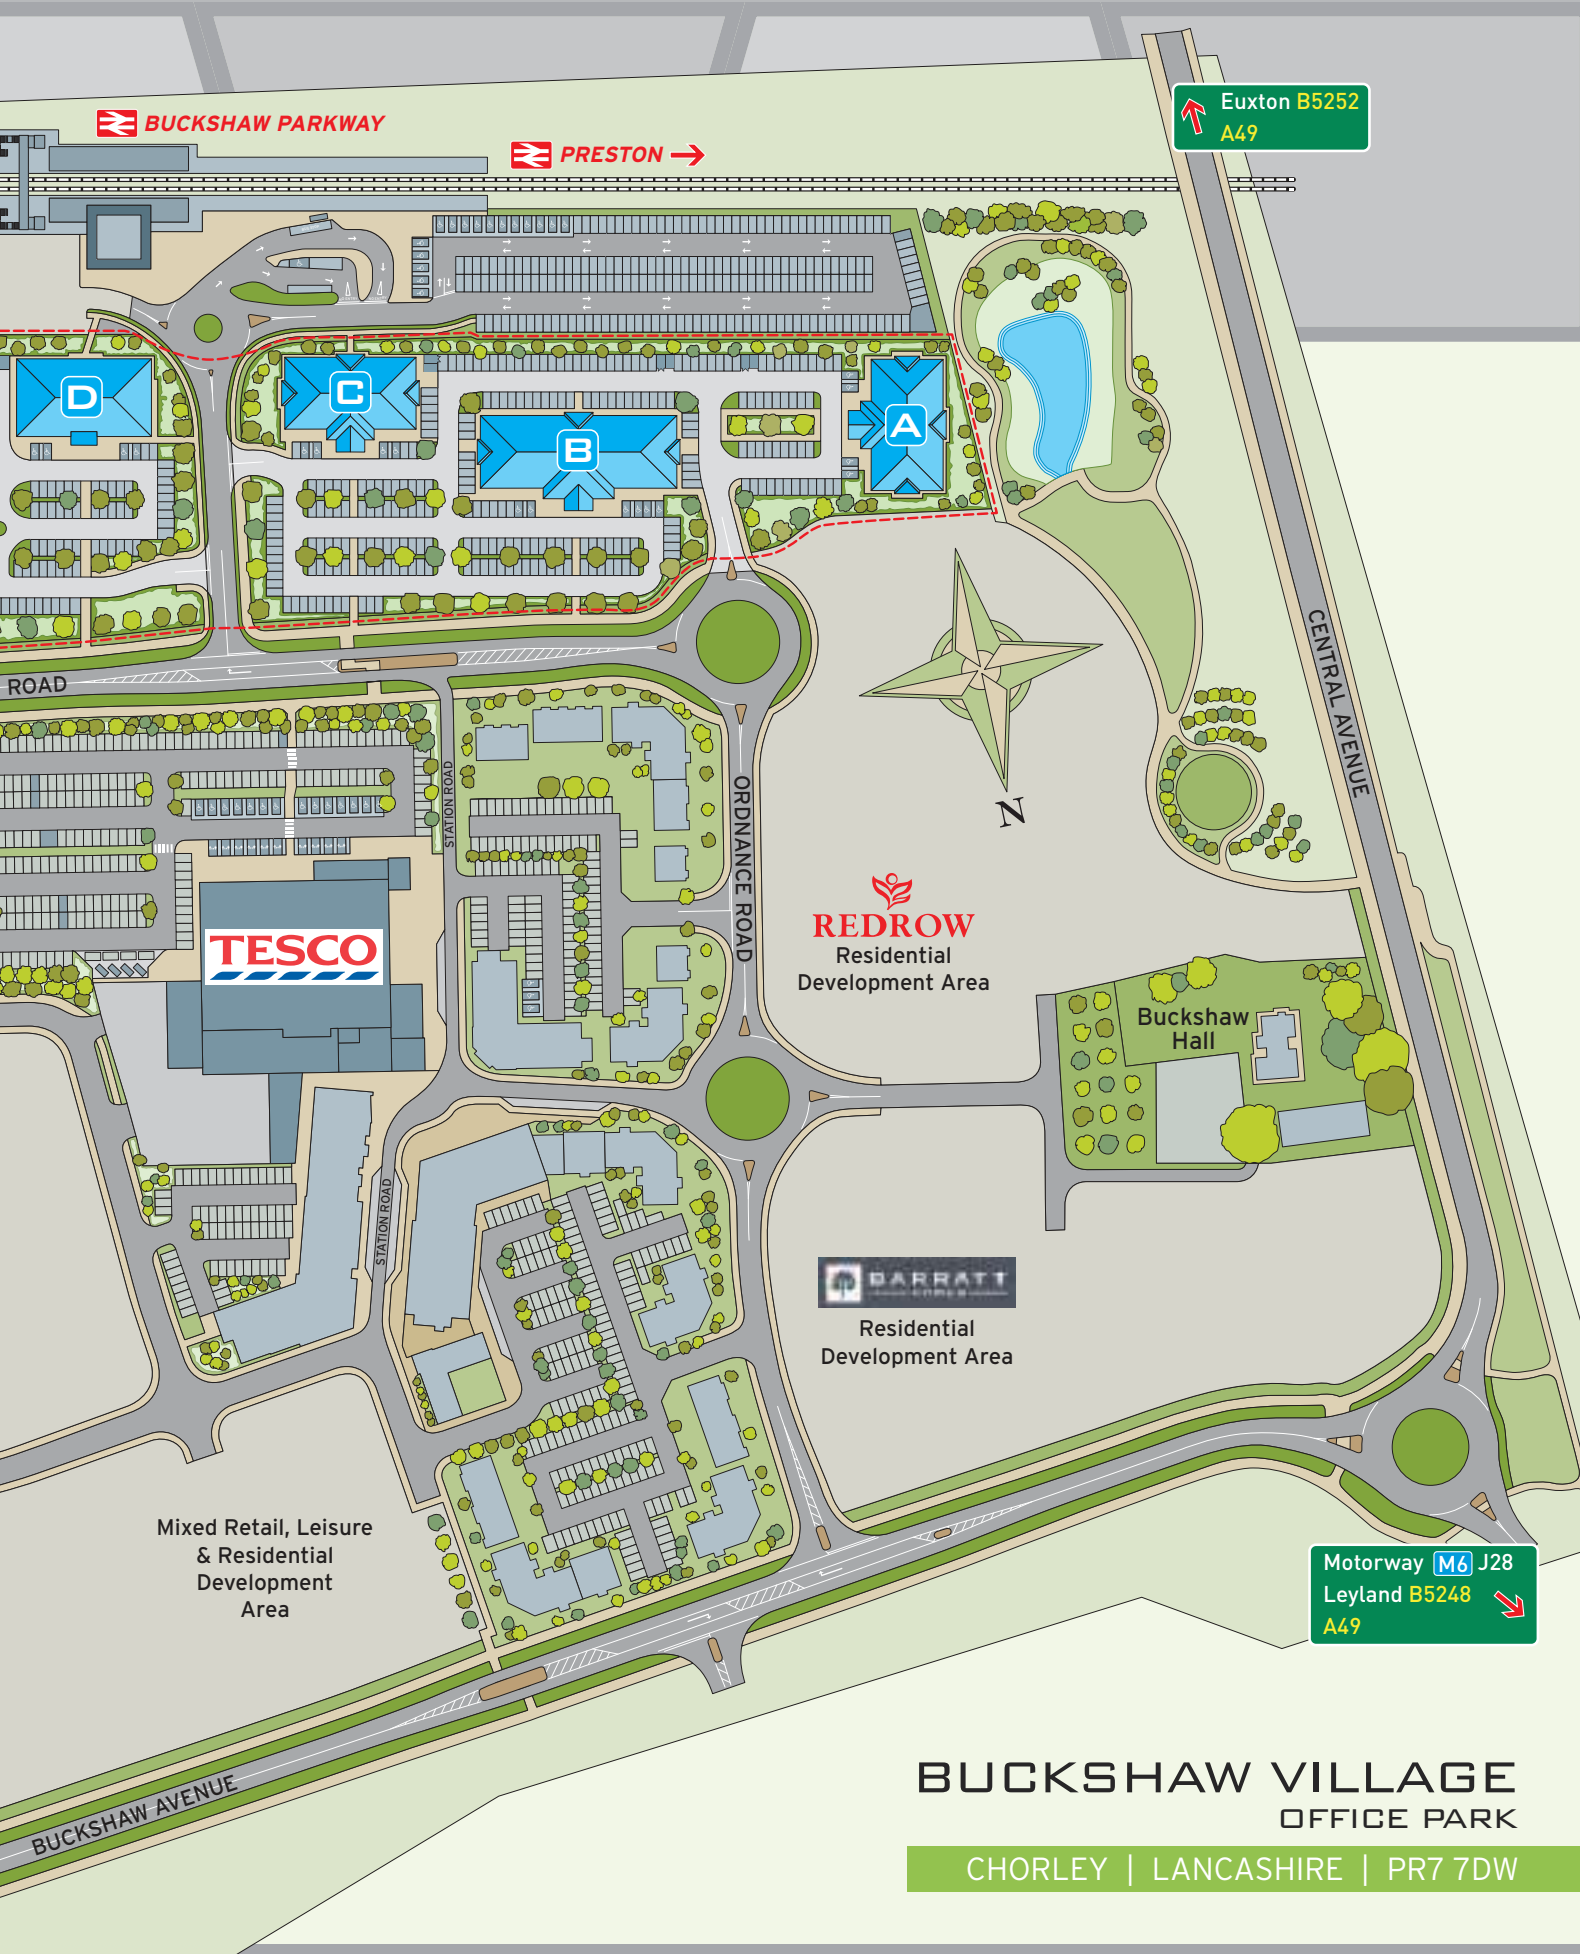 Euxton B5252
A49
BUCKSHAW PARKWAY
PRESTON
D
C
B
A
ROAD
CENTRAL AVENUE
STATION ROAD
ORDNANCE ROAD
N
TESCO
REDROW
Residential
Development Area
Buckshaw
Hall
STATION ROAD
BARRATT
HOMES
Residential
Development Area
Mixed Retail, Leisure
& Residential
Development
Area
Motorway M6 J28
Leyland B5248
A49
BUCKSHAW AVENUE
BUCKSHAW VILLAGE
OFFICE PARK
CHORLEY | LANCASHIRE | PR7 7DW